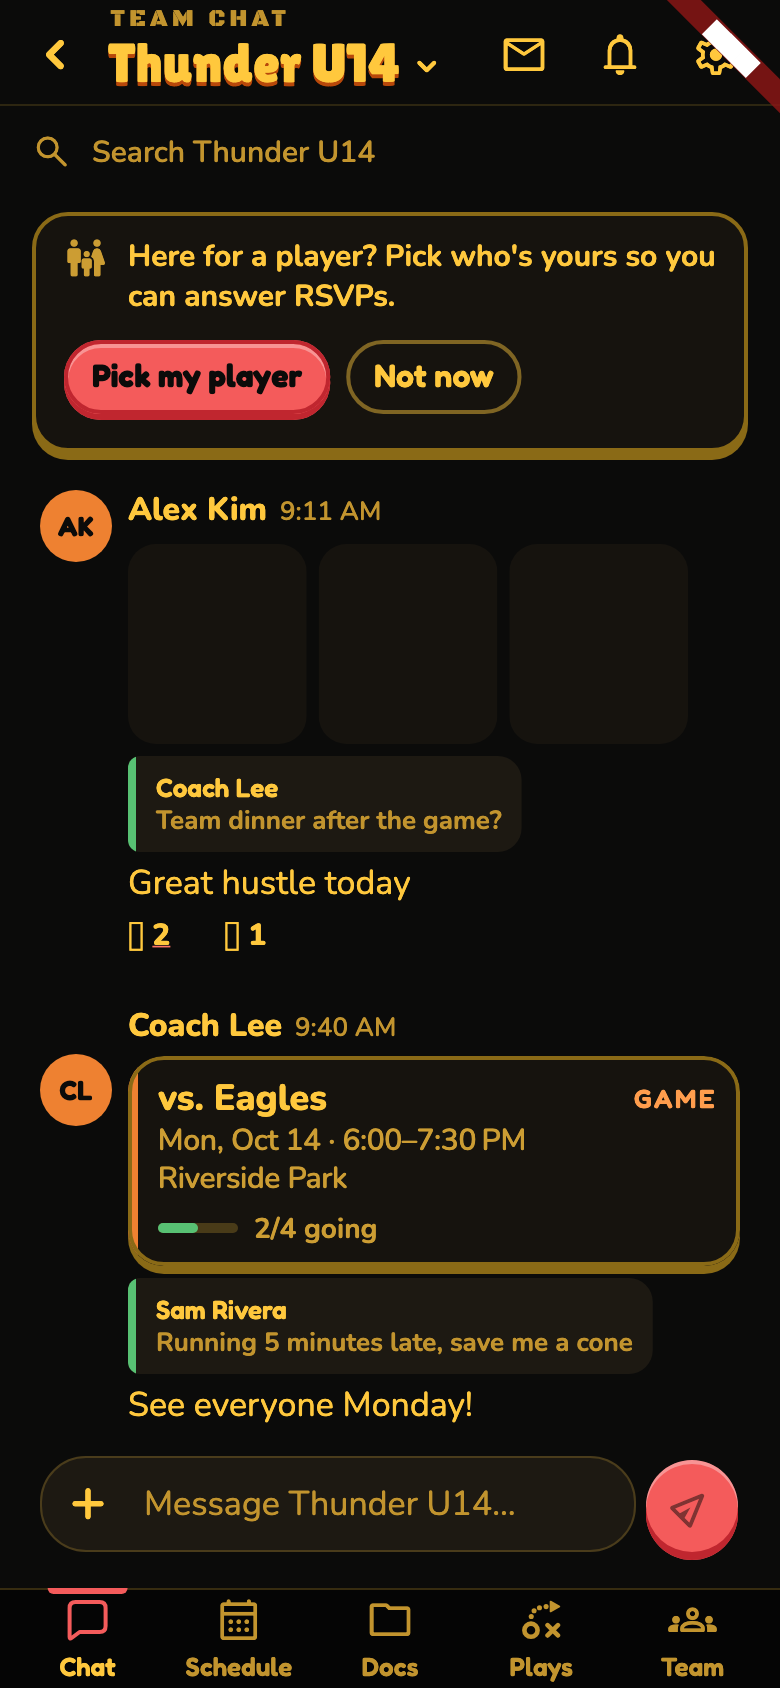 TEAM CHAT
Thunder U14
Search Thunder U14
Here for a player? Pick who's yours so you
can answer RSVPs.
Pick my player
Not now
AK
Alex Kim 9:11 AM
Coach Lee
Team dinner after the game?
Great hustle today
2 1
Coach Lee 9:40 AM
CL
vs. Eagles
GAME
Mon, Oct 14 · 6:00–7:30 PM
Riverside Park
2/4 going
Sam Rivera
Running 5 minutes late, save me a cone
See everyone Monday!
Message Thunder U14...
Chat
Schedule
Docs
Plays
Team